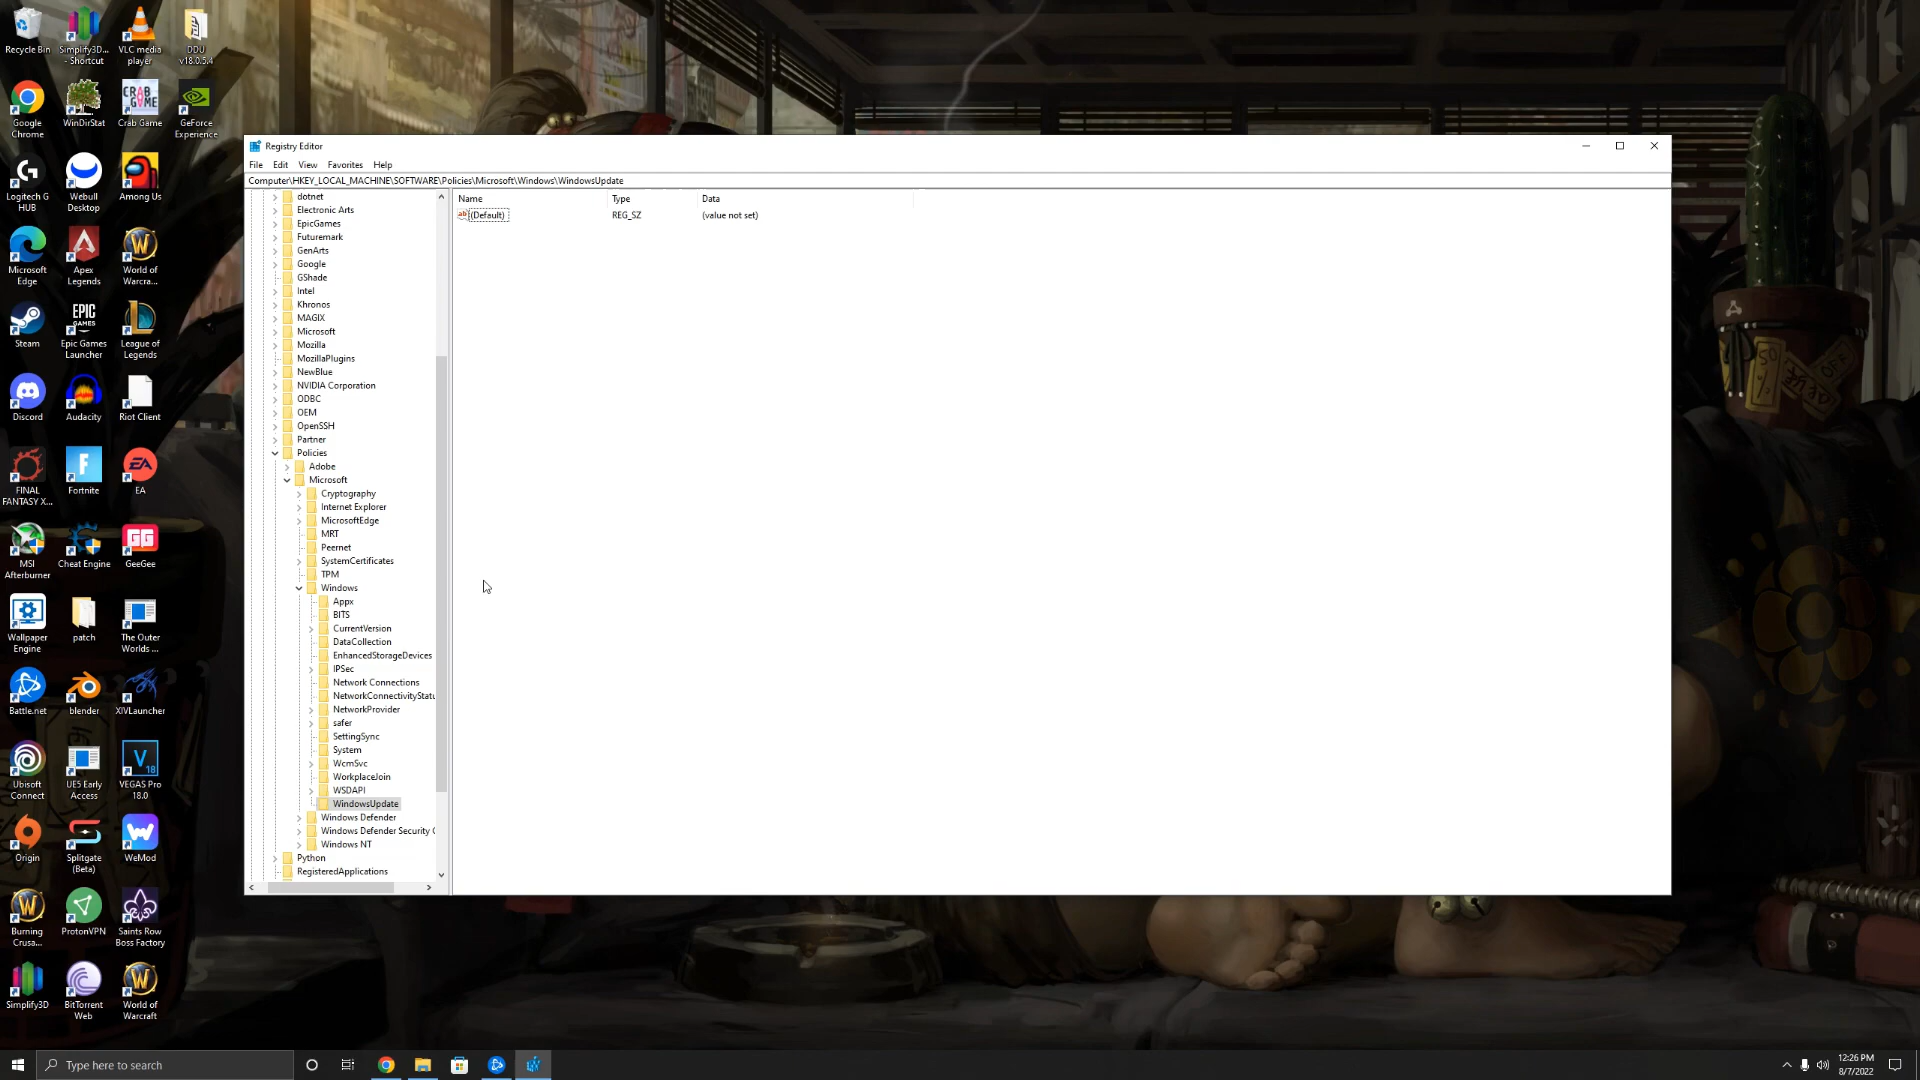 Recycle Bin
Simplify3D... - Shortcut
VLC media player
DDU v18.0.5.4
Google Chrome
WinDirStat
CRAB GAME
Crab Game
GeForce Experience
Logitech G HUB
Webull Desktop
Among Us
Microsoft Edge
Apex Legends
World of Warcra...
Steam
EPIC GAMES
Epic Games Launcher
League of Legends
Discord
Audacity
Riot Client
FINAL FANTASY X...
Fortnite
EA
EA
MSI Afterburner
Cheat Engine
GG
GeeGee
Wallpaper Engine
patch
The Outer Worlds ...
Battle.net
blender
XIVLauncher
Ubisoft Connect
UE5 Early Access
V 18
VEGAS Pro 18.0
Origin
Splitgate (Beta)
WeMod
Burning Crusa...
ProtonVPN
Saints Row Boss Factory
Simplify3D
BitTorrent Web
World of Warcraft
Registry Editor
File Edit View Favorites Help
Computer\HKEY_LOCAL_MACHINE\SOFTWARE\Policies\Microsoft\Windows\WindowsUpdate
dotnet
Electronic Arts
EpicGames
Futuremark
GenArts
Google
GShade
Intel
Khronos
MAGIX
Microsoft
Mozilla
MozillaPlugins
NewBlue
NVIDIA Corporation
ODBC
OEM
OpenSSH
Partner
Policies
Adobe
Microsoft
Cryptography
Internet Explorer
MicrosoftEdge
MRT
Peernet
SystemCertificates
TPM
Windows
Appx
BITS
CurrentVersion
DataCollection
EnhancedStorageDevices
IPSec
Network Connections
NetworkConnectivityStatu
NetworkProvider
safer
SettingSync
System
WcmSvc
WorkplaceJoin
WSDAPI
WindowsUpdate
Windows Defender
Windows Defender Security C
Windows NT
Python
RegisteredApplications
Name Type Data
ab (Default) REG_SZ (value not set)
Type here to search
12:26 PM
8/7/2022